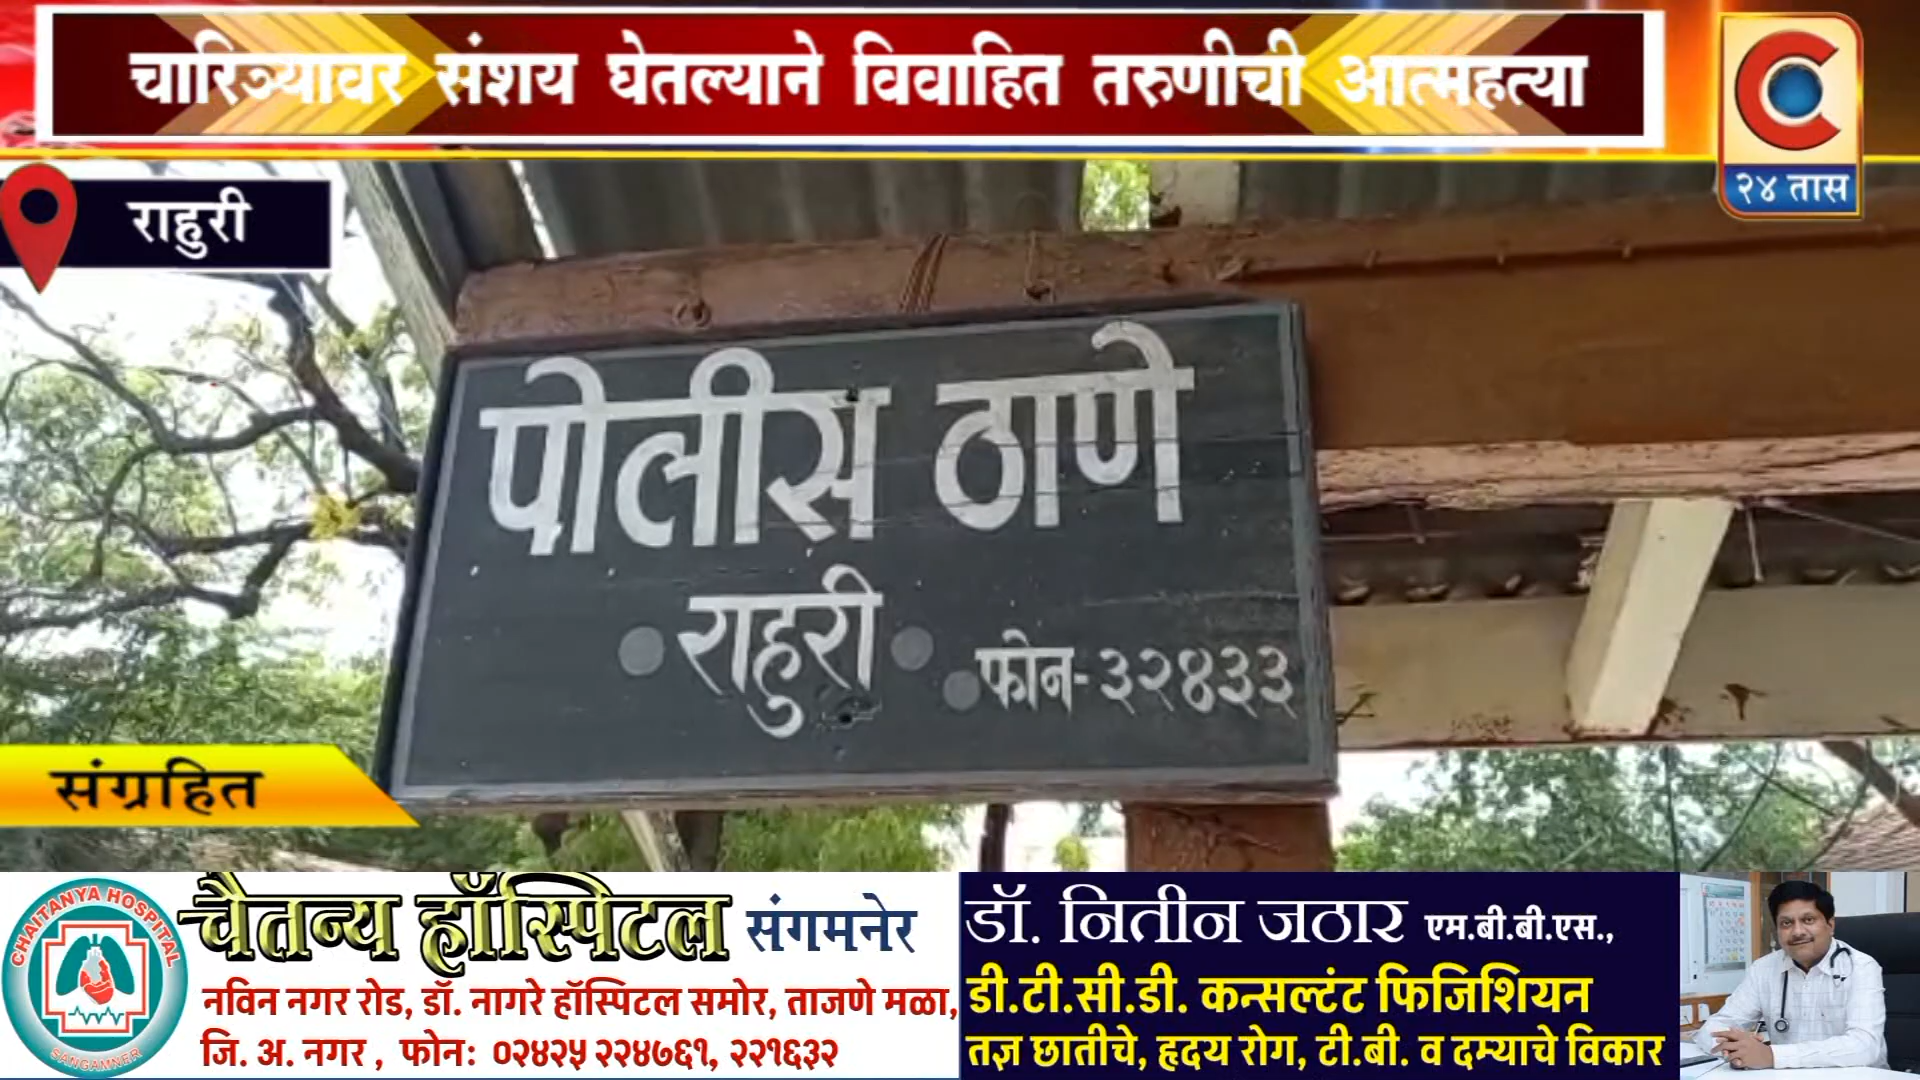 चारित्र्यावर संशय घेतल्याने विवाहित तरुणीची आत्महत्या
C
२४ तास
राहुरी
पोलीस ठाणे
राहुरी
फोन-३२४३३
संग्रहित
CHAITANYA HOSPITAL
SANGAMNER
चैतन्य हॉस्पिटल संगमनेर
नविन नगर रोड, डॉ. नागरे हॉस्पिटल समोर, ताजणे मळा,
जि. अ. नगर , फोनः ०२४२५ २२४७६१, २२१६३२
डॉ. नितीन जठार एम.बी.बी.एस.,
डी.टी.सी.डी. कन्सल्टंट फिजिशियन
तज्ञ छातीचे, हृदय रोग, टी.बी. व दम्याचे विकार